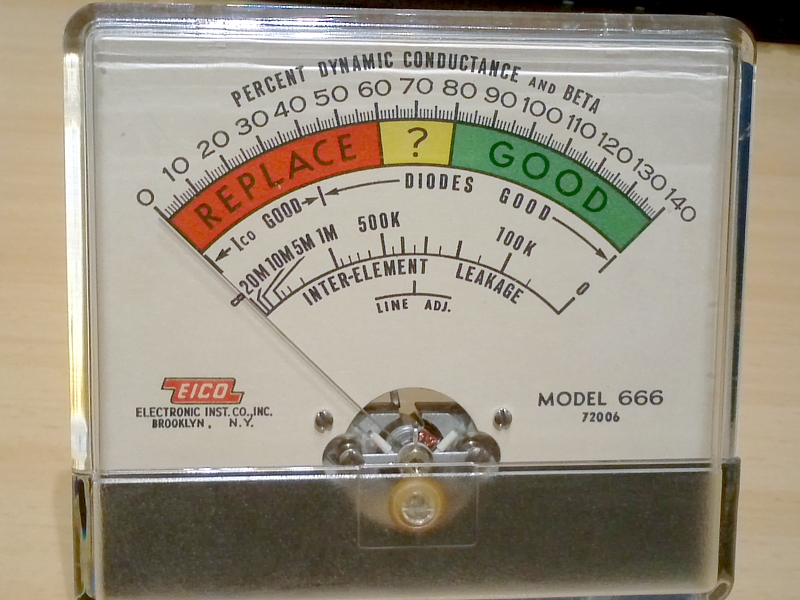 PERCENT DYNAMIC CONDUCTANCE AND BETA
0 10 20 30 40 50 60 70 80 90 100 110 120 130 140
REPLACE ? GOOD
ICO GOOD DIODES GOOD
∞ 20M 10M 5M 1M 500K 100K 0
INTER-ELEMENT LEAKAGE
LINE ADJ.
EICO
ELECTRONIC INST. CO., INC.
BROOKLYN, N.Y.
MODEL 666
72006